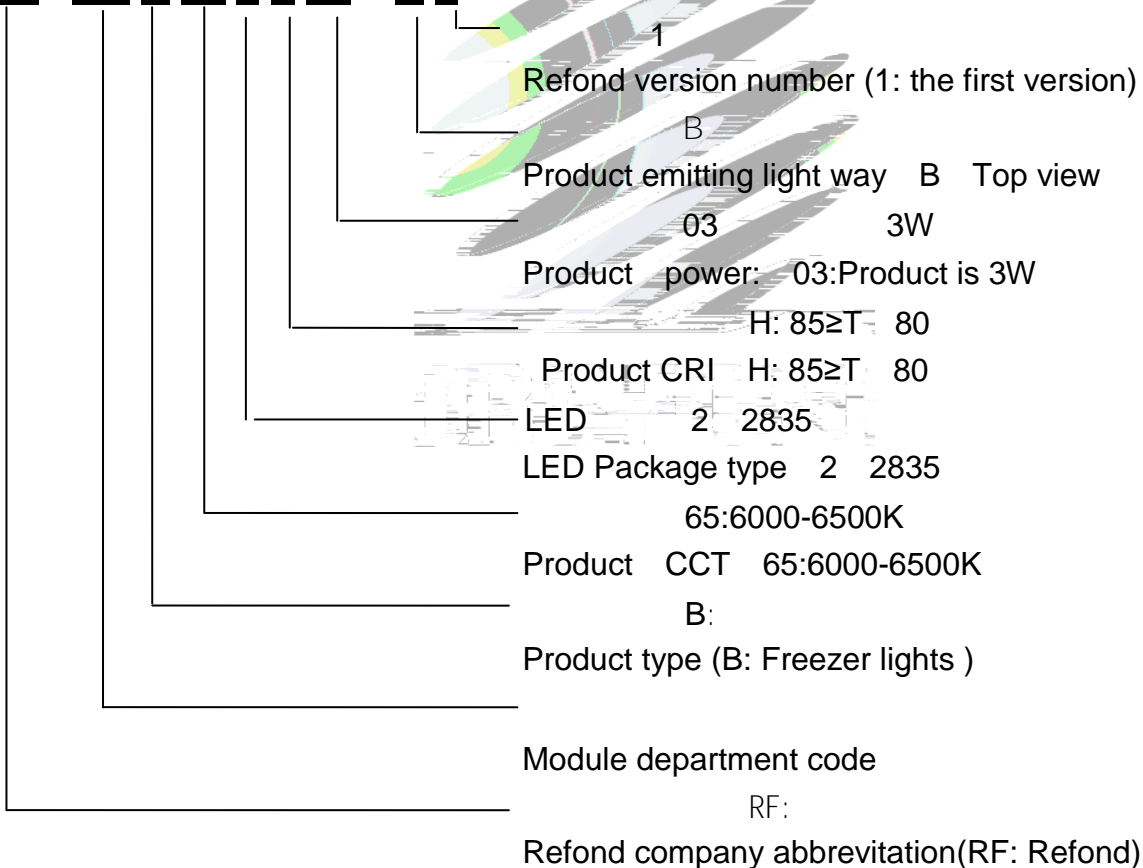 1
Refond version number (1: the first version)
B
Product emitting light way B Top view
03 3W
Product power: 03:Product is 3W
H: 85≥T 80
Product CRI H: 85≥T 80
LED 2 2835
LED Package type 2 2835
65:6000-6500K
Product CCT 65:6000-6500K
B:
Product type (B: Freezer lights )
Module department code
RF:
Refond company abbrevitation(RF: Refond)